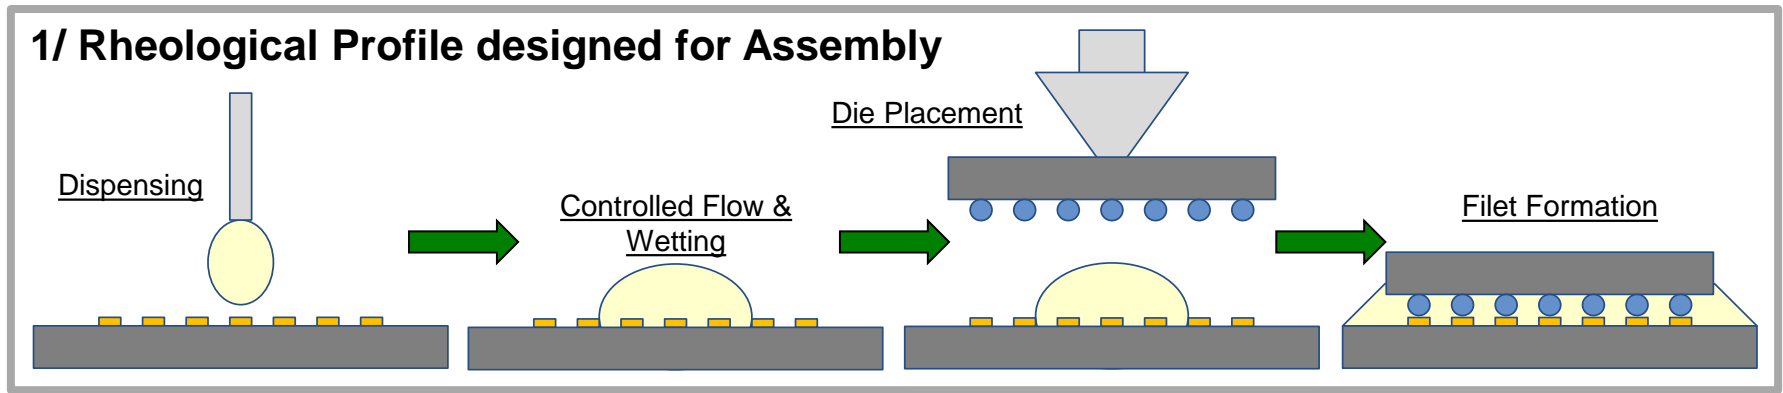 1/ Rheological Profile designed for Assembly
Dispensing
Controlled Flow &
Wetting
Die Placement
Filet Formation